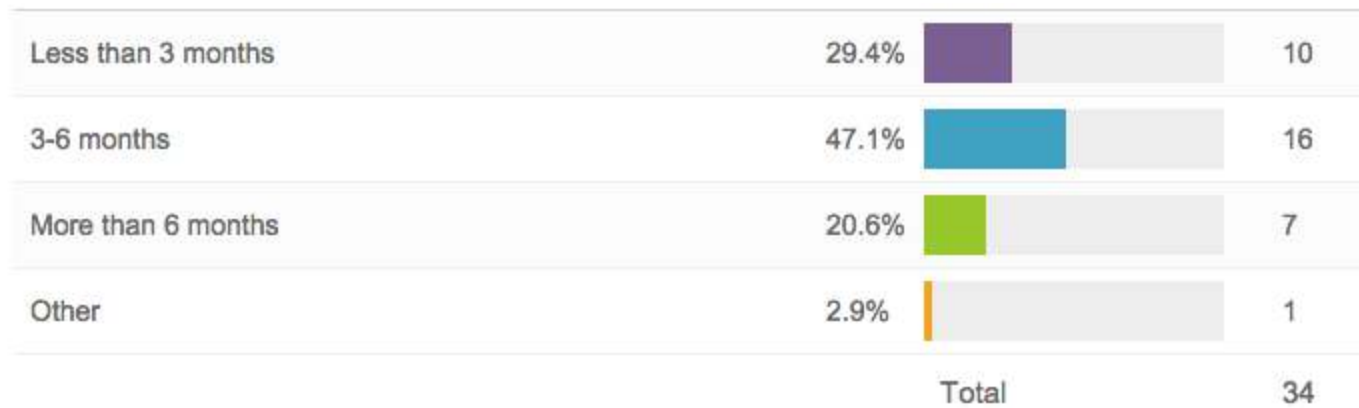 Less than 3 months 29.4% 10
3-6 months 47.1% 16
More than 6 months 20.6% 7
Other 2.9% 1
Total 34